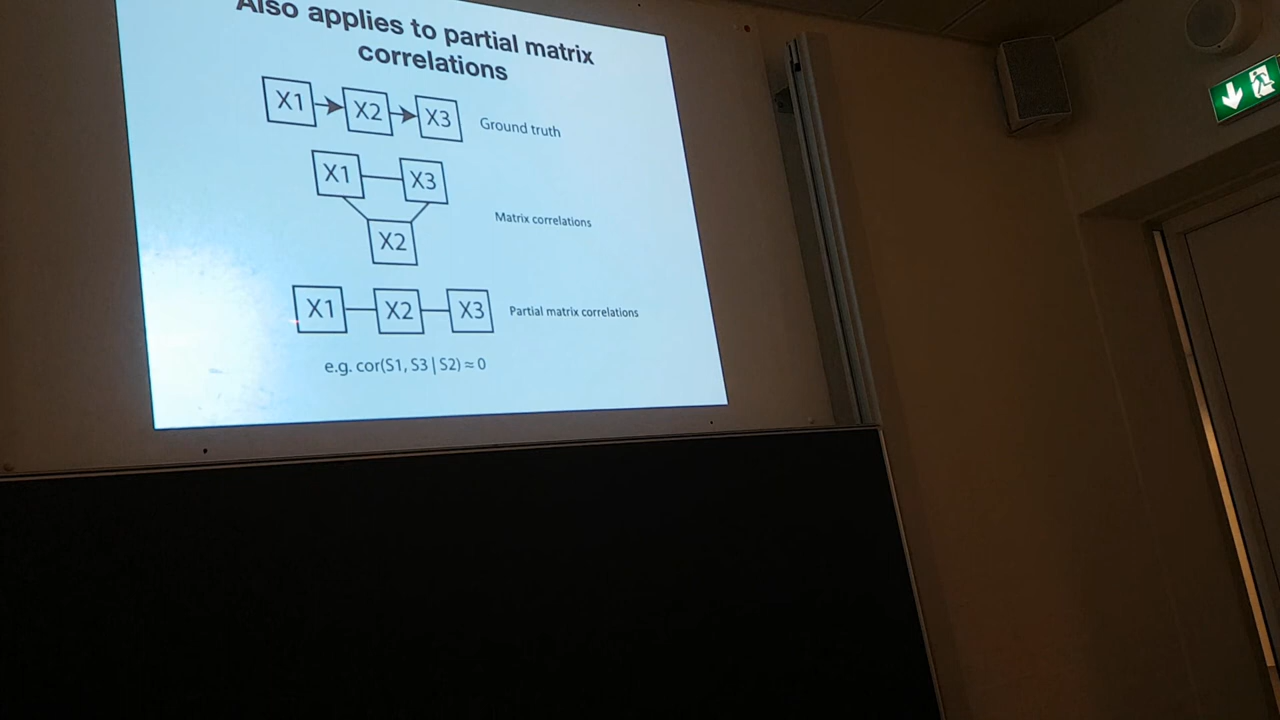 Also applies to partial matrix
correlations
X1 X2 X3 Ground truth
X1 X3
X2
Matrix correlations
X1 X2 X3 Partial matrix correlations
e.g. cor(S1, S3 | S2) ≈ 0